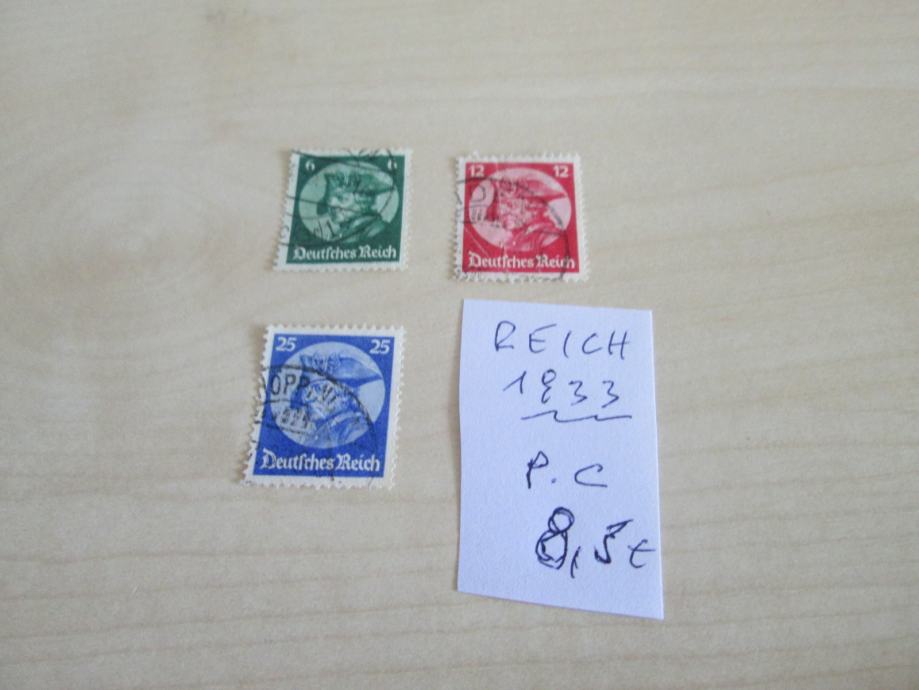 6 6
Deutsches Reich
12 12
Deutsches Reich
25 25
Deutsches Reich
REICH
1933
P.C
8,5€